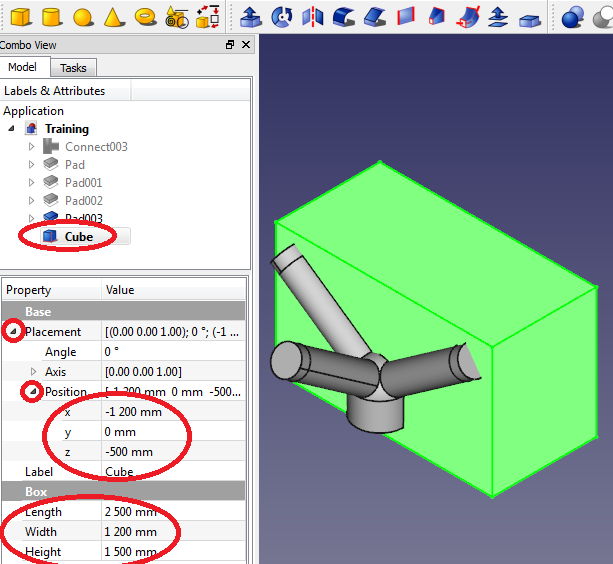 Combo View
Model Tasks
Labels & Attributes
Application
Training
Connect003
Pad
Pad001
Pad002
Pad003
Cube
Property Value
Base
Placement [(0.00 0.00 1.00); 0 °; (-1 ...
Angle 0 °
Axis [0.00 0.00 1.00]
Position [-1 200 mm 0 mm -500...
x -1 200 mm
y 0 mm
z -500 mm
Label Cube
Box
Length 2 500 mm
Width 1 200 mm
Height 1 500 mm